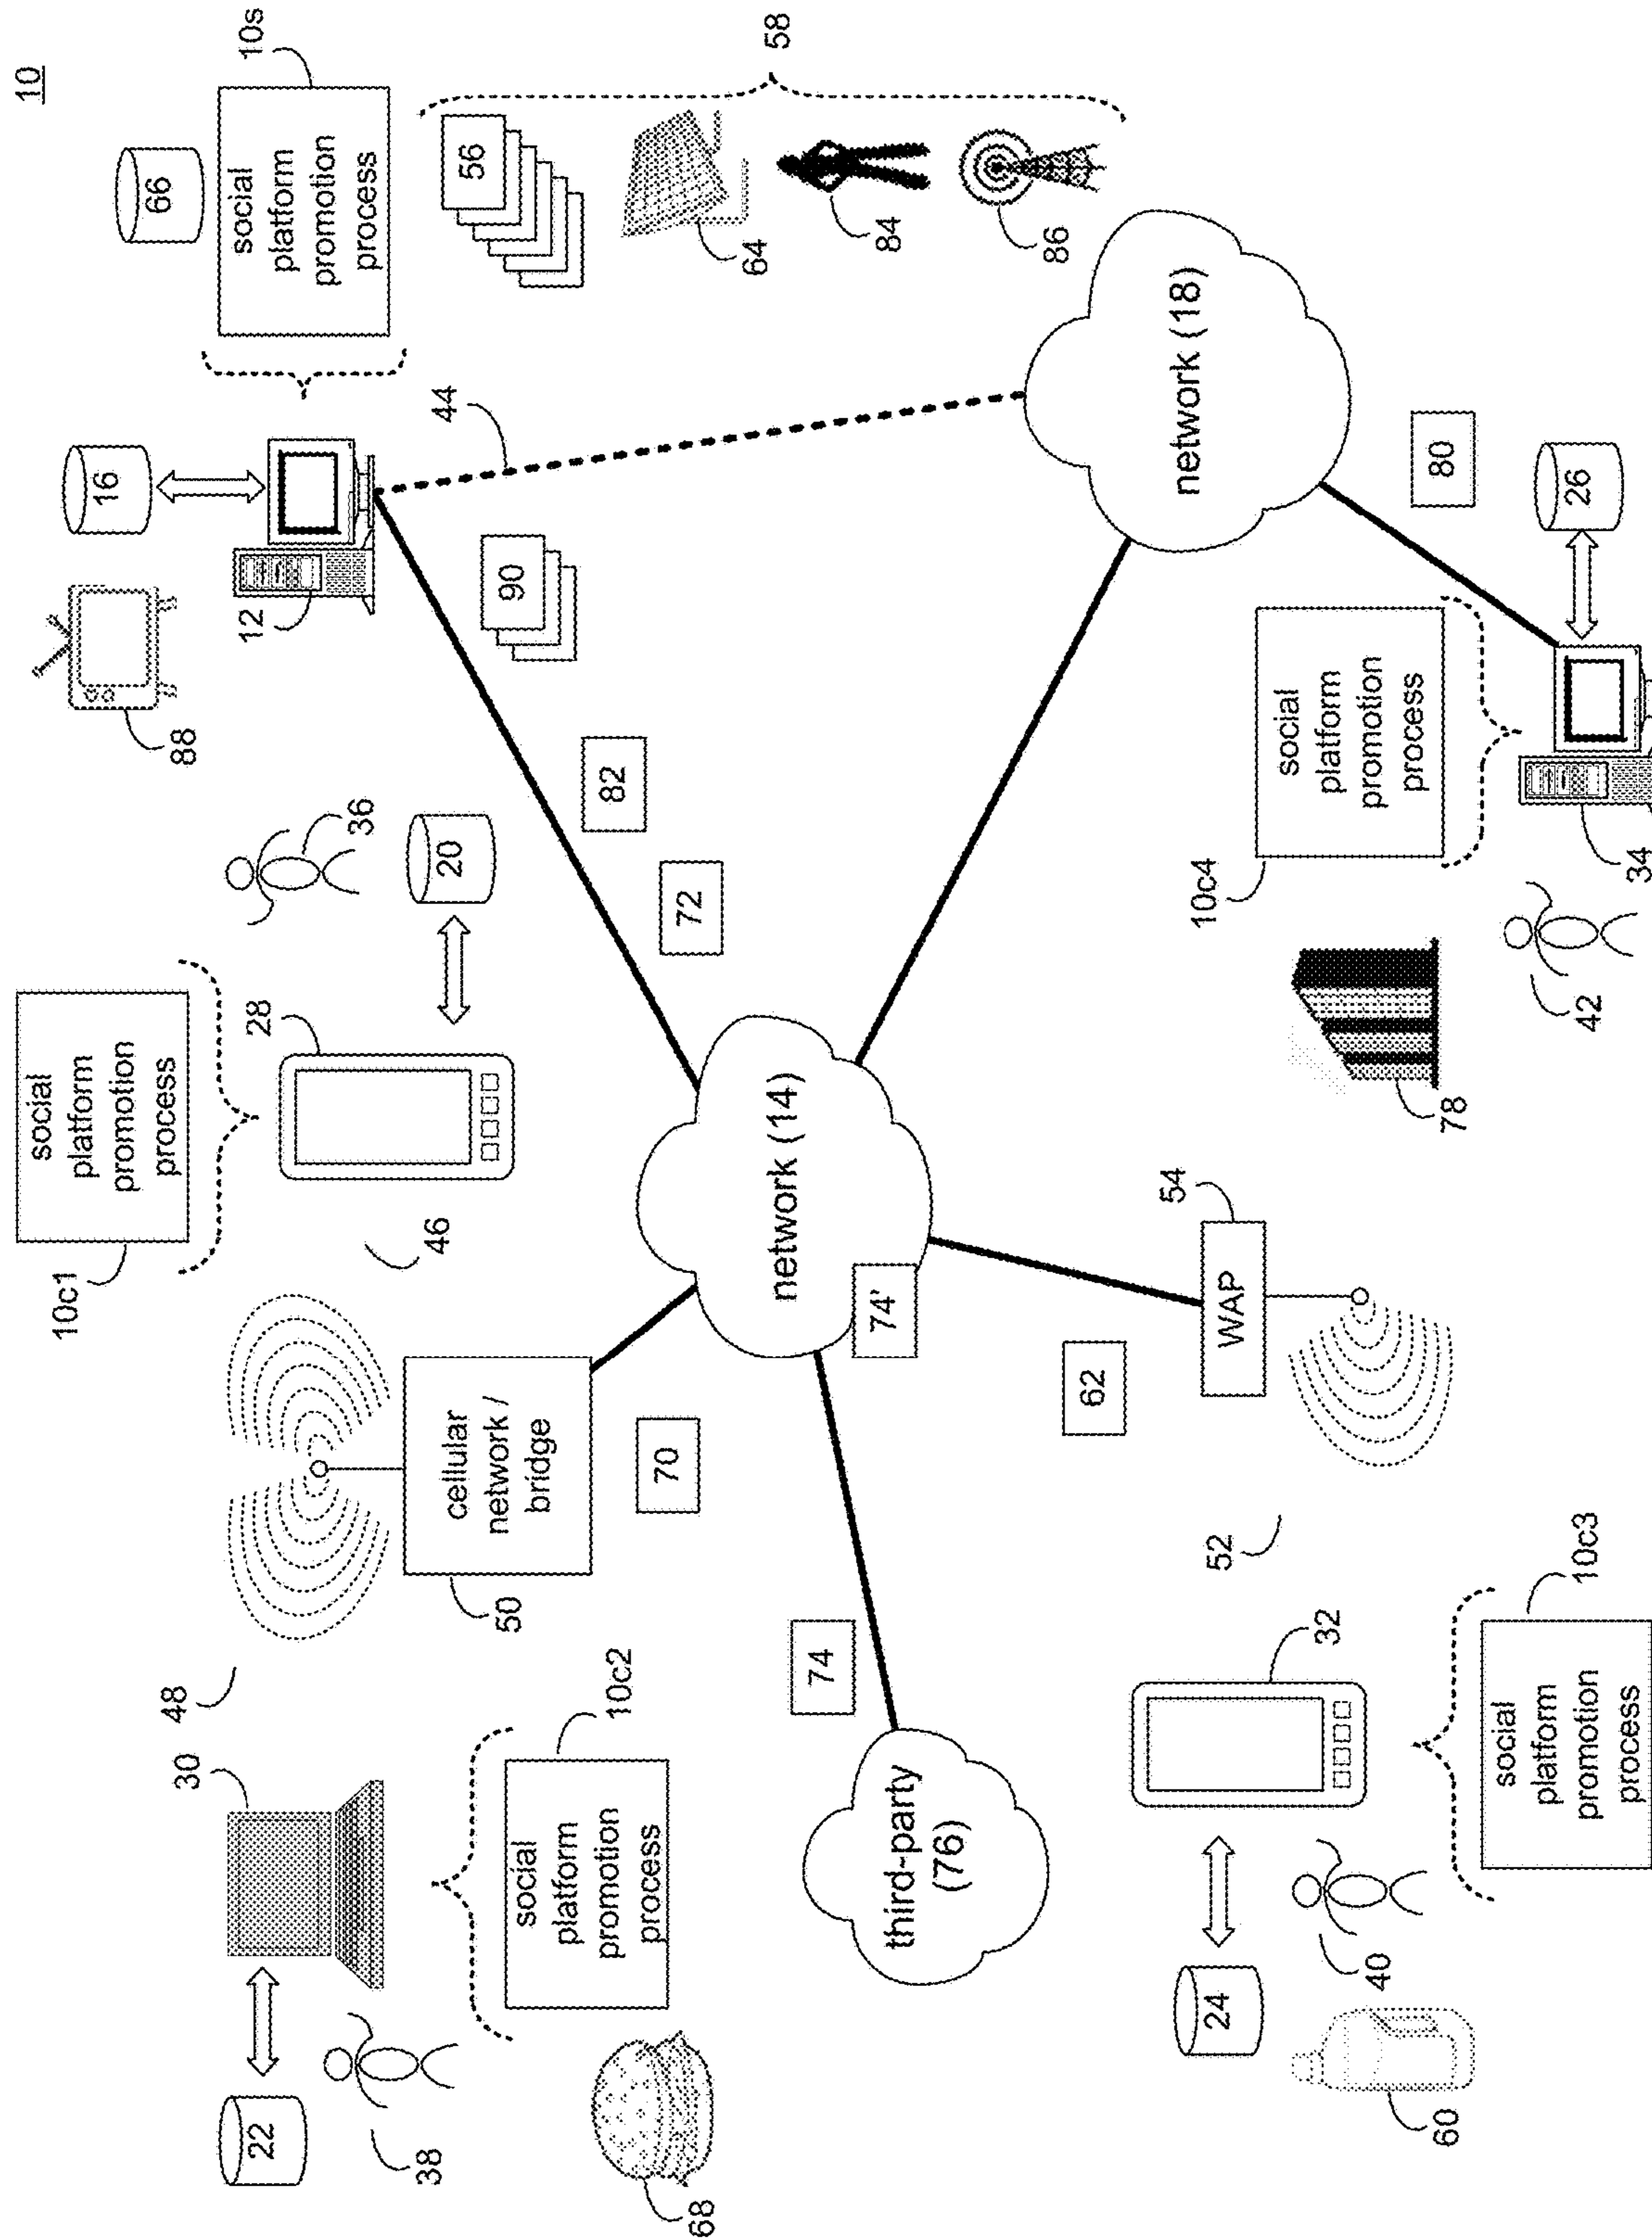 10
10c1
social
platform
promotion
process
66
16
88
22
30
48
28
36
12
10s
social
platform
promotion
process
38
46
20
44
cellular
network /
bridge
50
10c2
social
platform
promotion
process
90
56
68
70
72
82
64
58
74
network (14)
74'
84
third-party
(76)
62
86
24
32
52
54
WAP
network (18)
40
60
78
10c4
social
platform
promotion
process
80
26
10c3
social
platform
promotion
process
42
34